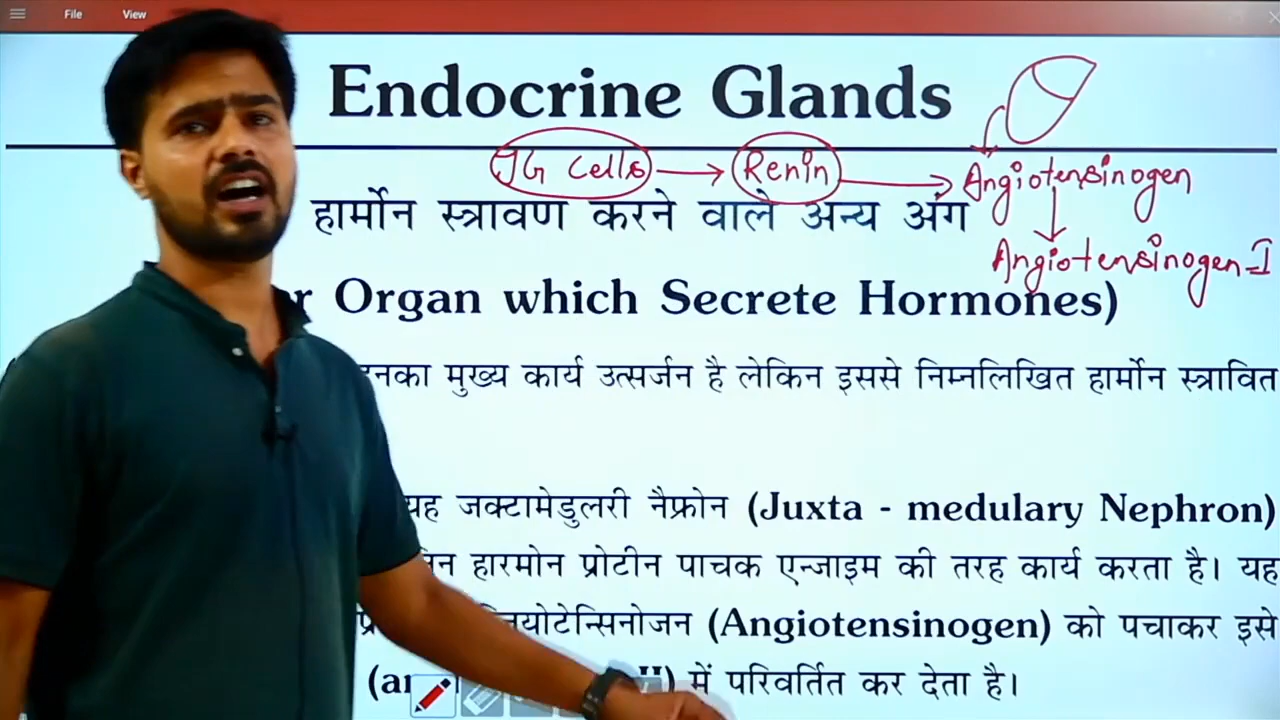 File View
Endocrine Glands
JG Cells → Renin → Angiotensinogen
हार्मोन स्त्रावण करने वाले अन्य अंग
Angiotensinogen-I
Organ which Secrete Hormones)
मुख्य कार्य उत्सर्जन है लेकिन इससे निम्नलिखित हार्मोन स्त्रावित
यह जक्टामेडुलरी नैफ्रोन (Juxta - medulary Nephron)
हारमोन प्रोटीन पाचक एन्जाइम की तरह कार्य करता है। यह
(Angiotensinogen) को पचाकर इसे
में परिवर्तित कर देता है।